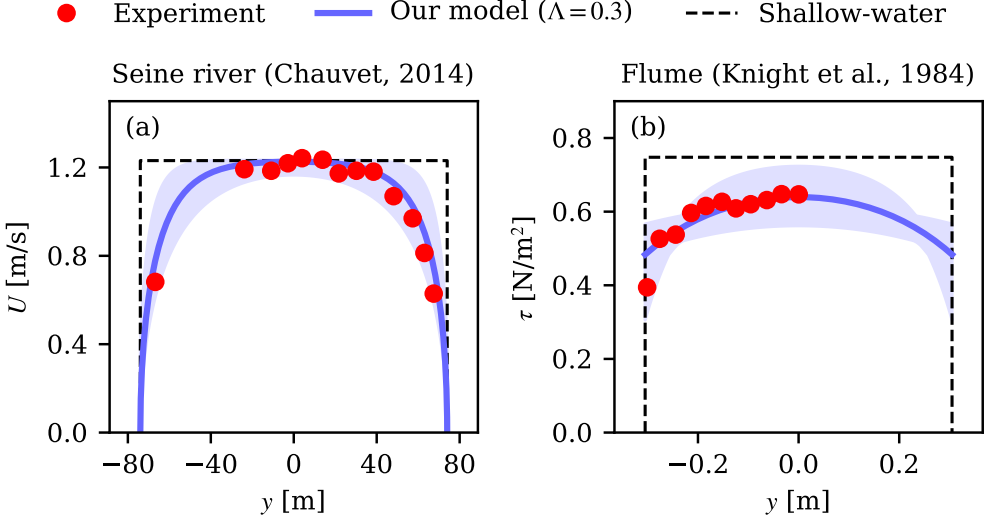 Experiment
Our model (Λ=0.3)
Shallow-water
Seine river (Chauvet, 2014)
Flume (Knight et al., 1984)
(a)
1.2
0.8
0.4
0.0
U [m/s]
−80
−40
0
40
80
y [m]
(b)
0.8
0.6
0.4
0.2
0.0
τ [N/m²]
−0.2
0.0
0.2
y [m]